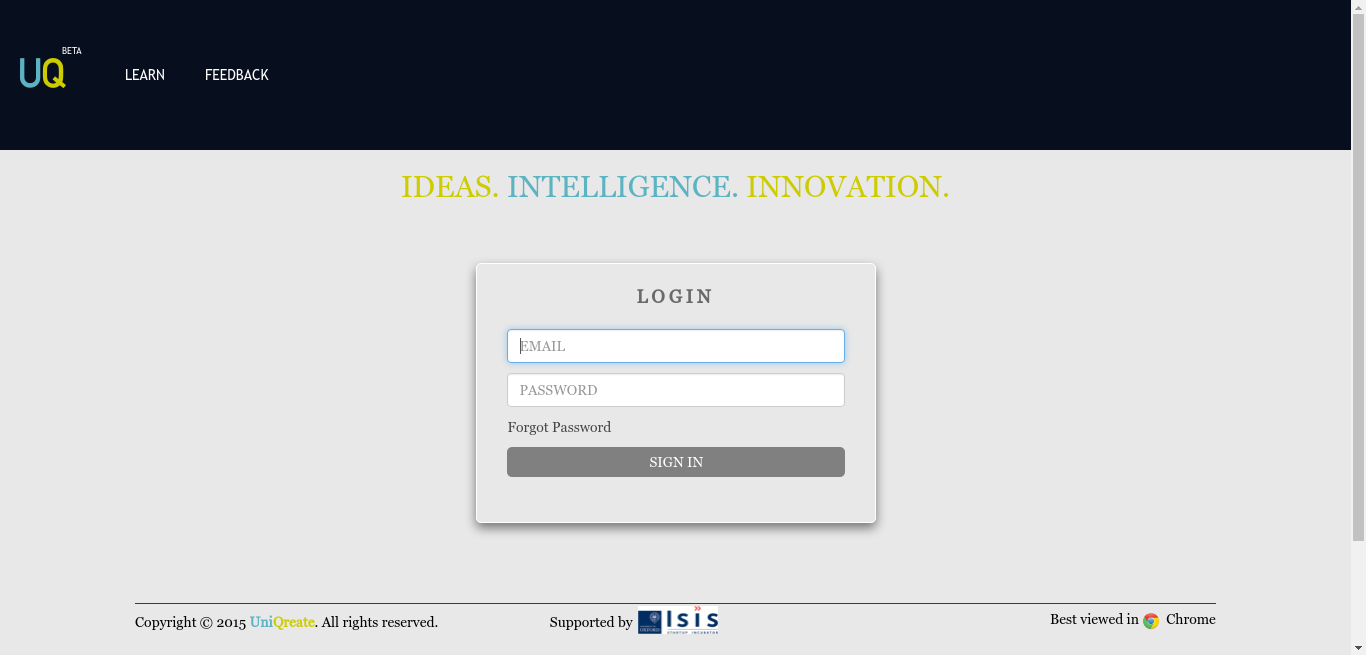 BETA
UQ
LEARN
FEEDBACK
IDEAS. INTELLIGENCE. INNOVATION.
LOGIN
EMAIL
PASSWORD
Forgot Password
SIGN IN
Copyright © 2015 UniQreate. All rights reserved.
Supported by
Isis
STARTUP INCUBATOR
OXFORD
Best viewed in Chrome